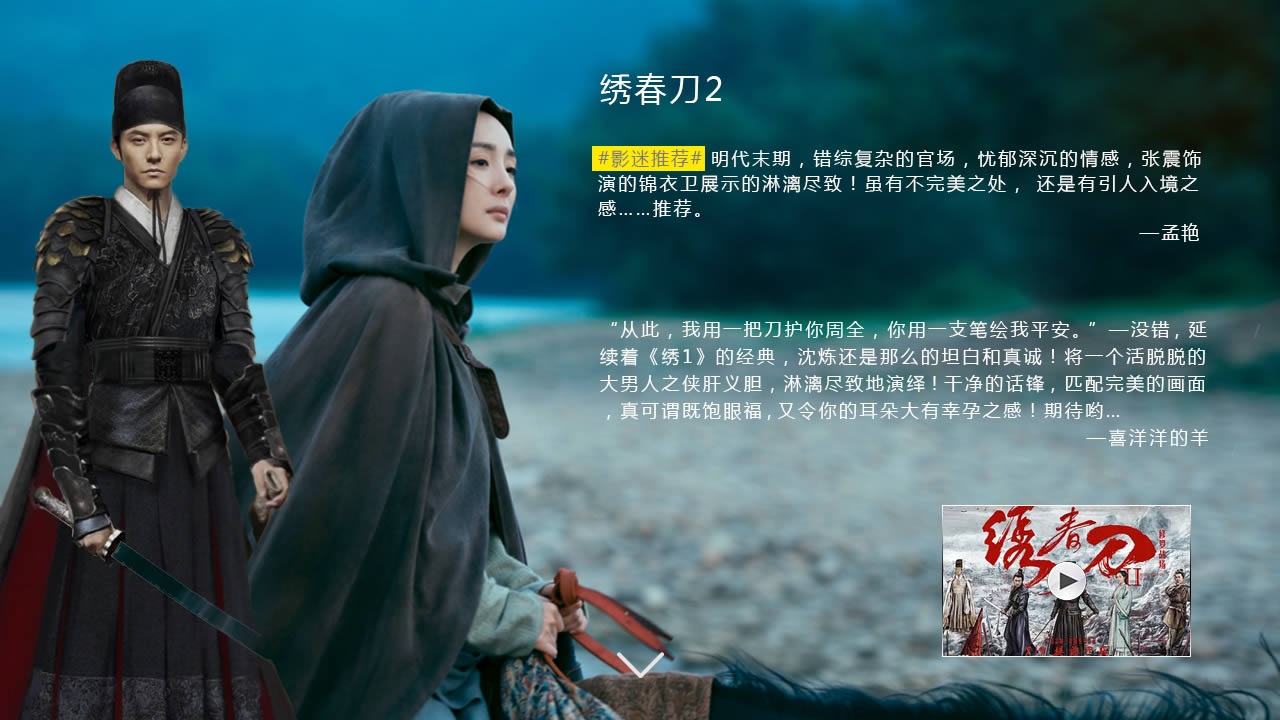 绣春刀2
#影迷推荐# 明代末期，错综复杂的官场，忧郁深沉的情感，张震饰
演的锦衣卫展示的淋漓尽致！虽有不完美之处， 还是有引人入境之
感……推荐。
—孟艳
“从此，我用一把刀护你周全，你用一支笔绘我平安。”—没错，延
续着《绣1》的经典，沈炼还是那么的坦白和真诚！将一个活脱脱的
大男人之侠肝义胆，淋漓尽致地演绎！干净的话锋，匹配完美的画面
，真可谓既饱眼福，又令你的耳朵大有幸孕之感！期待哟...
—喜洋洋的羊
绣春刀
II
修罗战场